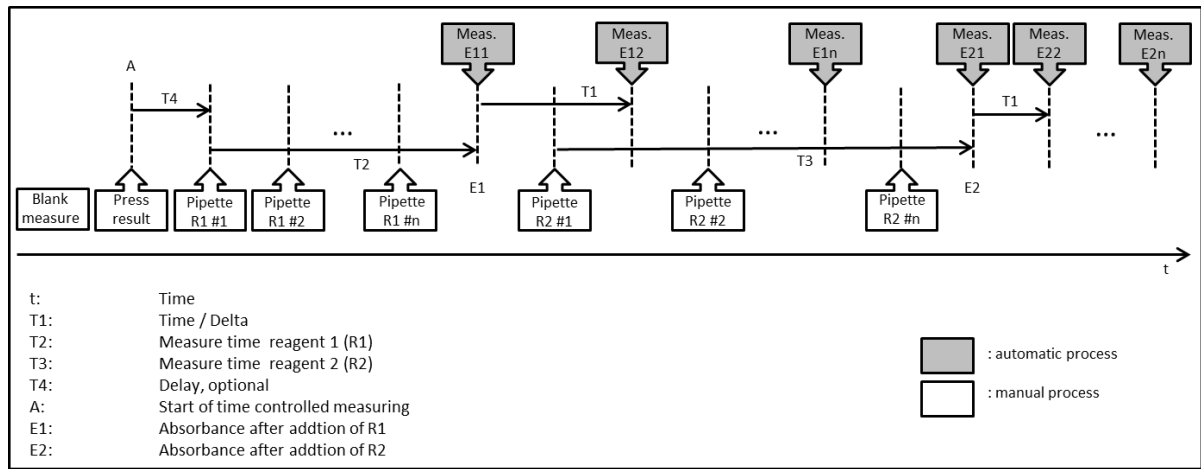 Meas.
E11
Meas.
E12
Meas.
E1n
Meas.
E21
Meas.
E22
Meas.
E2n
A
T4
T1
T1
...
...
...
T2
T3
E1
E2
Blank
measure
Press
result
Pipette
R1 #1
Pipette
R1 #2
Pipette
R1 #n
Pipette
R2 #1
Pipette
R2 #2
Pipette
R2 #n
t
t: Time
T1: Time / Delta
T2: Measure time reagent 1 (R1)
T3: Measure time reagent 2 (R2)
T4: Delay, optional
A: Start of time controlled measuring
E1: Absorbance after addtion of R1
E2: Absorbance after addtion of R2
: automatic process
: manual process